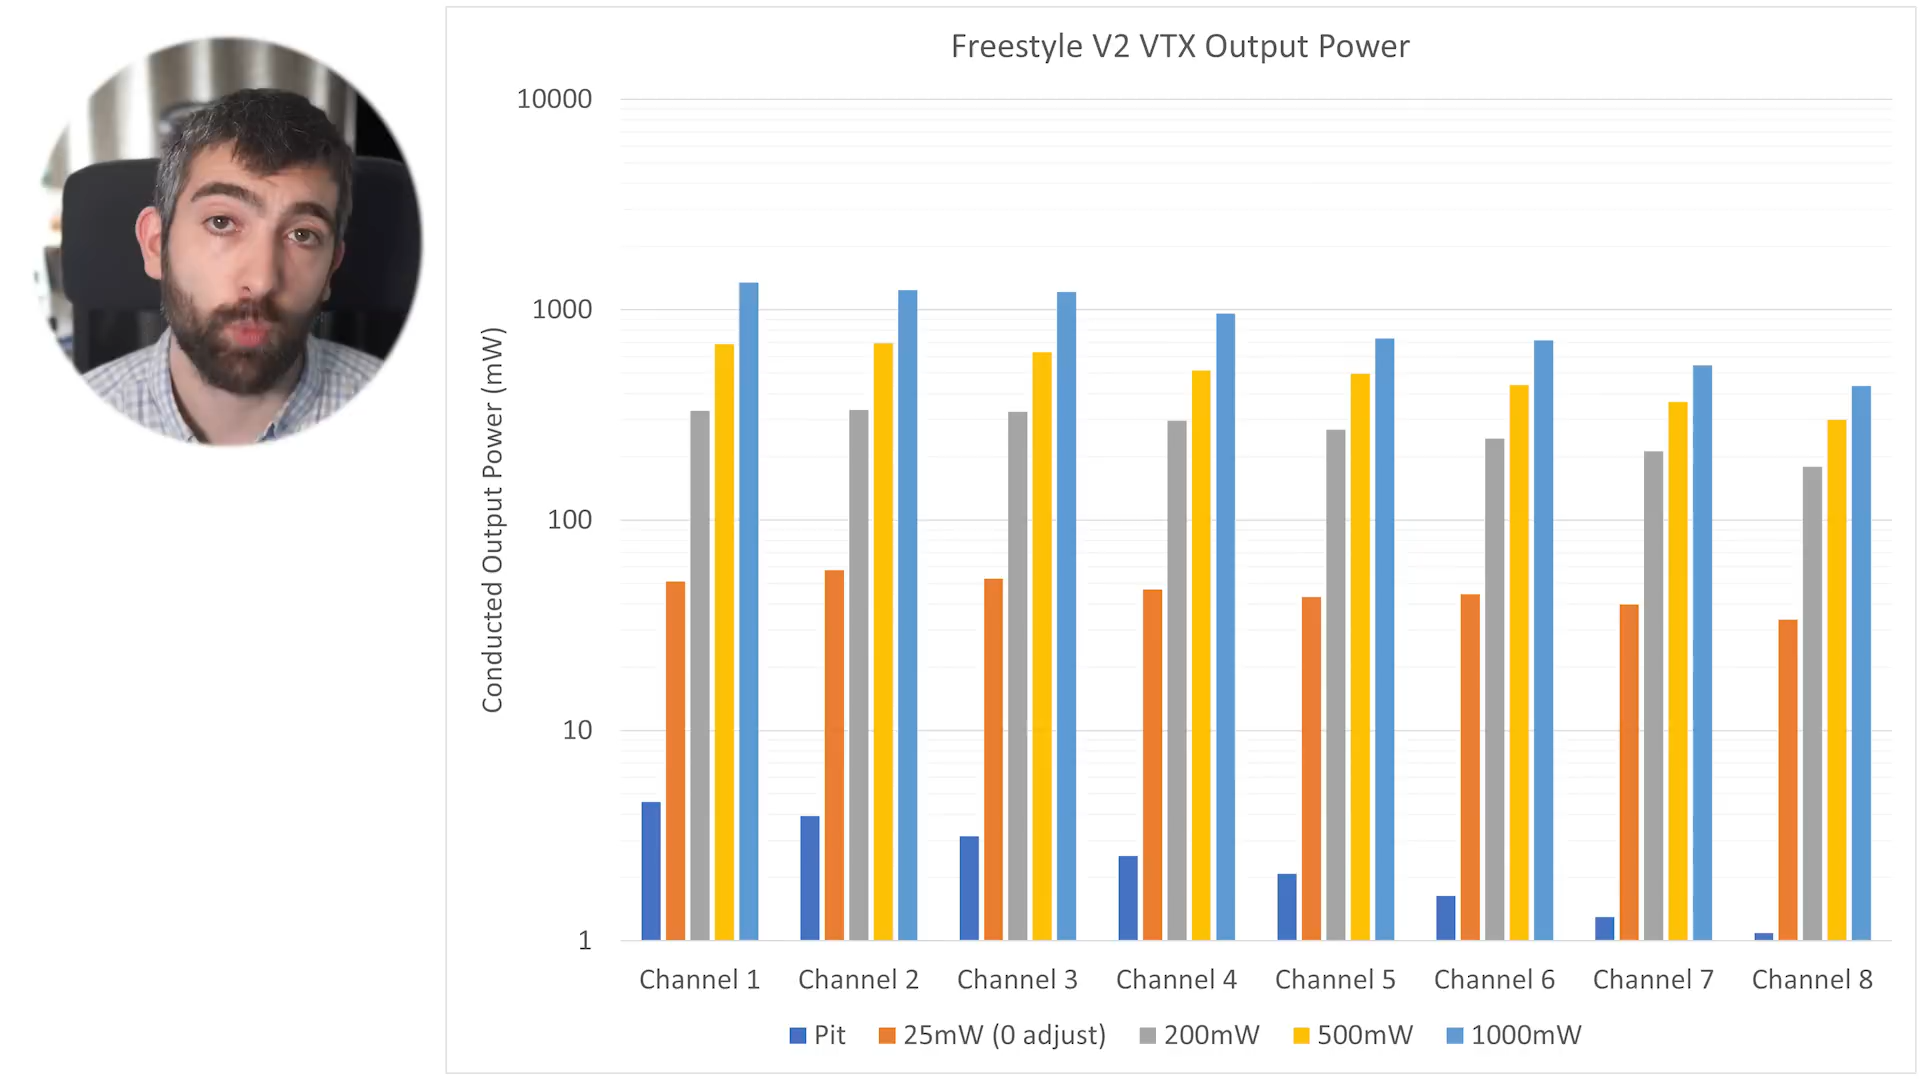 Freestyle V2 VTX Output Power
Conducted Output Power (mW)
10000
1000
100
10
1
Channel 1 Channel 2 Channel 3 Channel 4 Channel 5 Channel 6 Channel 7 Channel 8
Pit 25mW (0 adjust) 200mW 500mW 1000mW